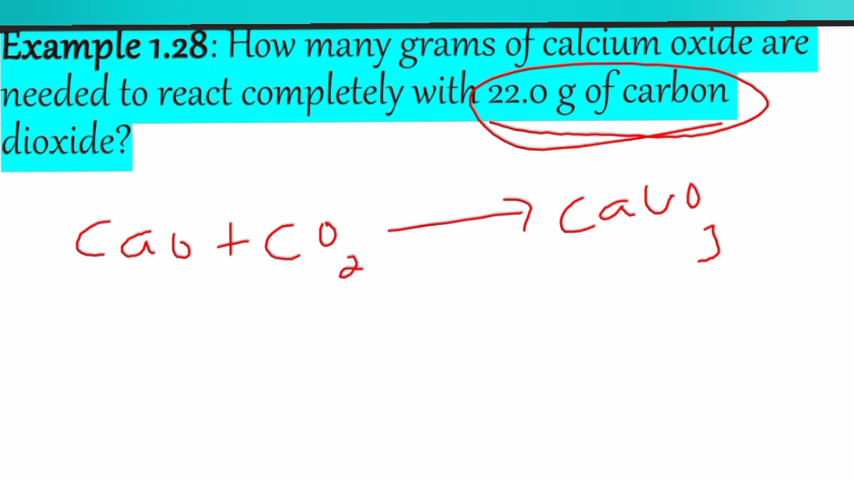 Example 1.28: How many grams of calcium oxide are
needed to react completely with 22.0 g of carbon
dioxide?
CaO + CO2 → CaCO3